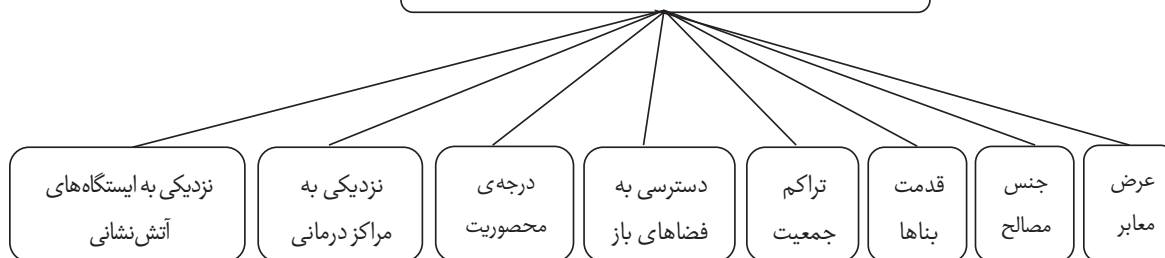 عرض
معابر
جنس
مصالح
قدمت
بناها
تراکم
جمعیت
دسترسی به
فضاهای باز
درجه‌ی
محصوریت
نزدیکی به
مراکز درمانی
نزدیکی به ایستگاه‌های
آتش‌نشانی